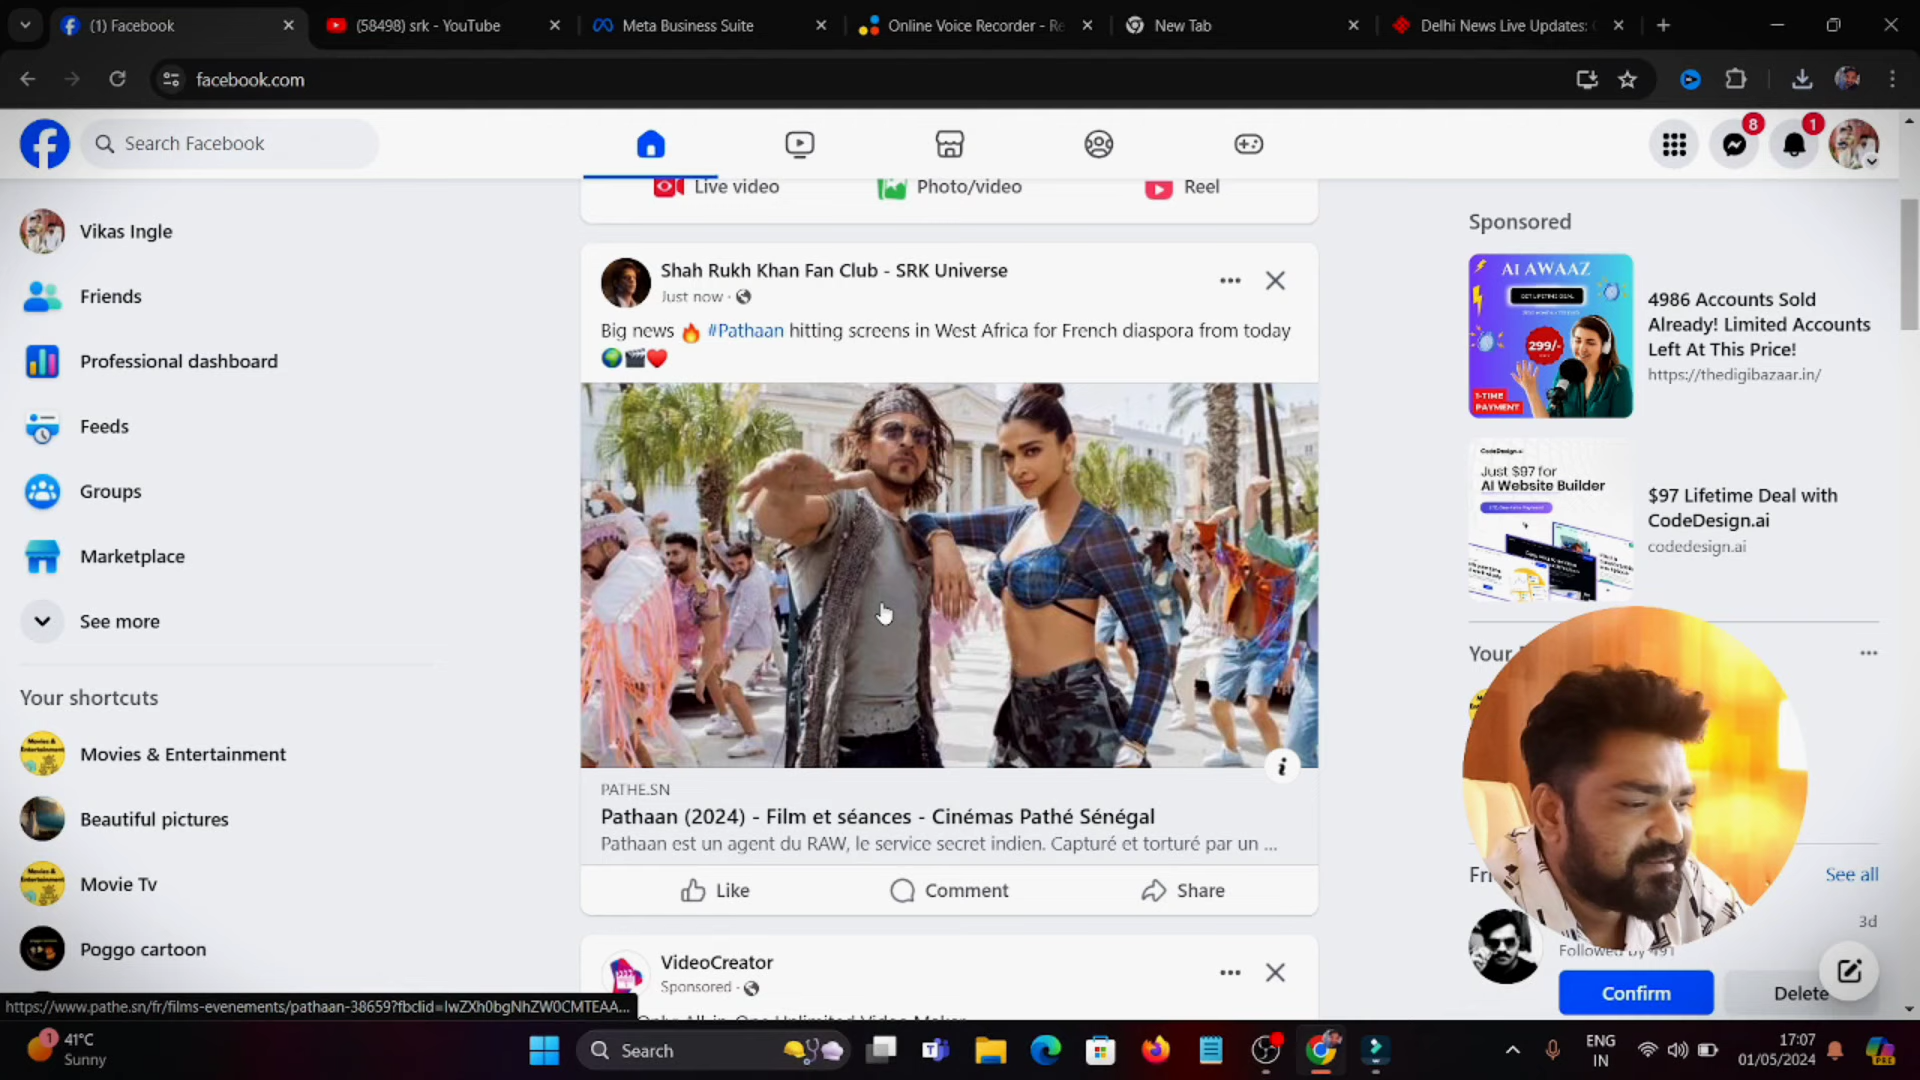 (1) Facebook
(58498) srk - YouTube
Meta Business Suite
Online Voice Recorder - Re
New Tab
Delhi News Live Updates:
facebook.com
Search Facebook
8
1
Live video
Photo/video
Reel
Vikas Ingle
Friends
Professional dashboard
Feeds
Groups
Marketplace
See more
Your shortcuts
Movies & Entertainment
Beautiful pictures
Movie Tv
Poggo cartoon
Shah Rukh Khan Fan Club - SRK Universe
Just now ·
Big news 🔥 #Pathaan hitting screens in West Africa for French diaspora from today
🌍🎬❤️
PATHE.SN
Pathaan (2024) - Film et séances - Cinémas Pathé Sénégal
Pathaan est un agent du RAW, le service secret indien. Capturé et torturé par un ...
Like
Comment
Share
VideoCreator
Sponsored ·
Sponsored
AI AWAAZ
GET LIFETIME DEAL
299/-
1-TIME
PAYMENT
4986 Accounts Sold
Already! Limited Accounts
Left At This Price!
https://thedigibazaar.in/
CodeDesign.ai
Just $97 for
AI Website Builder
$97 Lifetime Deal with
CodeDesign.ai
codedesign.ai
Your
See all
3d
Followed by 491
Confirm
Delete
https://www.pathe.sn/fr/films-evenements/pathaan-38659?fbclid=IwZXh0bgNhZW0CMTEAA...
1
41°C
Sunny
Search
ENG
IN
17:07
01/05/2024
PRE